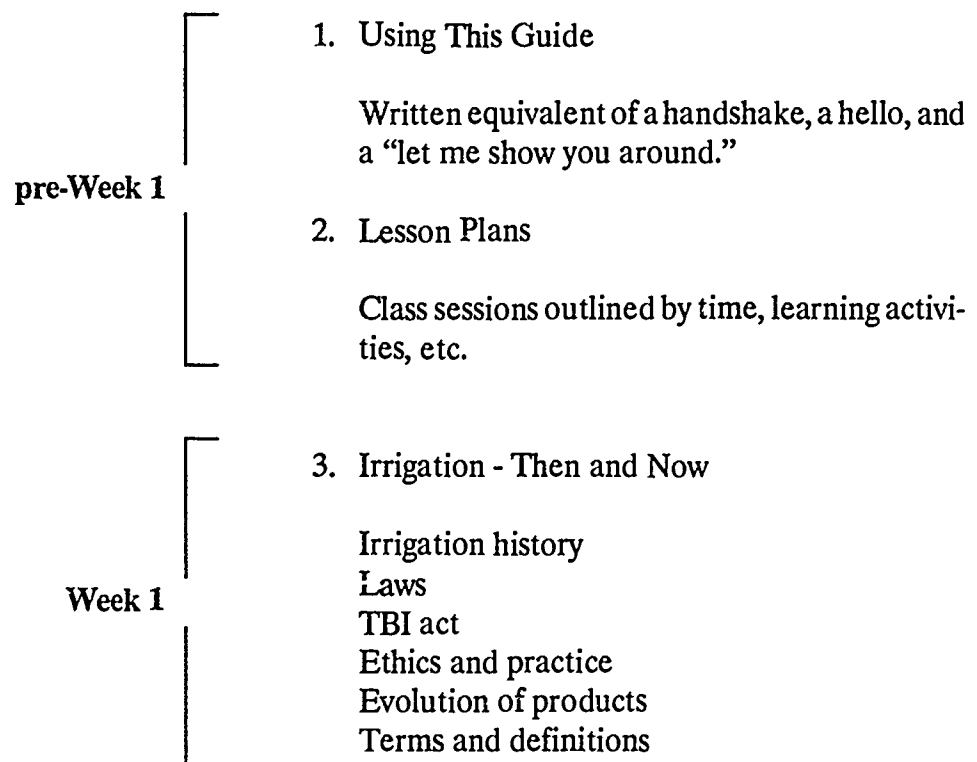 1. Using This Guide
Written equivalent of a handshake, a hello, and
a “let me show you around.”
pre-Week 1
2. Lesson Plans
Class sessions outlined by time, learning activi-
ties, etc.
3. Irrigation - Then and Now
Irrigation history
Laws
Week 1
TBI act
Ethics and practice
Evolution of products
Terms and definitions